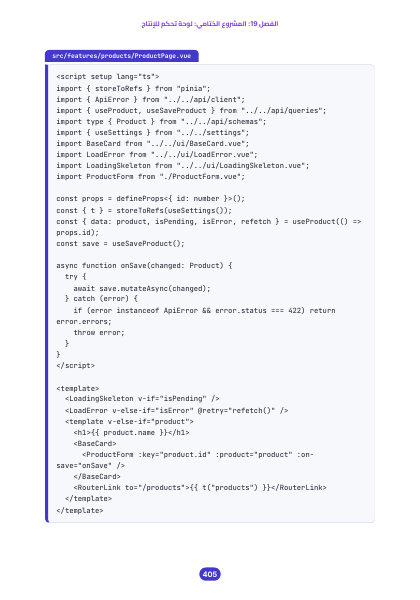 الفصل 19: المشروع الختامي: لوحة تحكم للإنتاج
src/features/products/ProductPage.vue
<script setup lang="ts">
import { storeToRefs } from "pinia";
import { ApiError } from "../../api/client";
import { useProduct, useSaveProduct } from "../../api/queries";
import type { Product } from "../../api/schemas";
import { useSettings } from "../../settings";
import BaseCard from "../../ui/BaseCard.vue";
import LoadError from "../../ui/LoadError.vue";
import LoadingSkeleton from "../../ui/LoadingSkeleton.vue";
import ProductForm from "./ProductForm.vue";

const props = defineProps<{ id: number }>();
const { t } = storeToRefs(useSettings());
const { data: product, isPending, isError, refetch } = useProduct(() =>
props.id);
const save = useSaveProduct();

async function onSave(changed: Product) {
  try {
    await save.mutateAsync(changed);
  } catch (error) {
    if (error instanceof ApiError && error.status === 422) return
error.errors;
    throw error;
  }
}
</script>

<template>
  <LoadingSkeleton v-if="isPending" />
  <LoadError v-else-if="isError" @retry="refetch()" />
  <template v-else-if="product">
    <h1>{{ product.name }}</h1>
    <BaseCard>
      <ProductForm :key="product.id" :product="product" :on-
save="onSave" />
    </BaseCard>
    <RouterLink to="/products">{{ t("products") }}</RouterLink>
  </template>
</template>
405